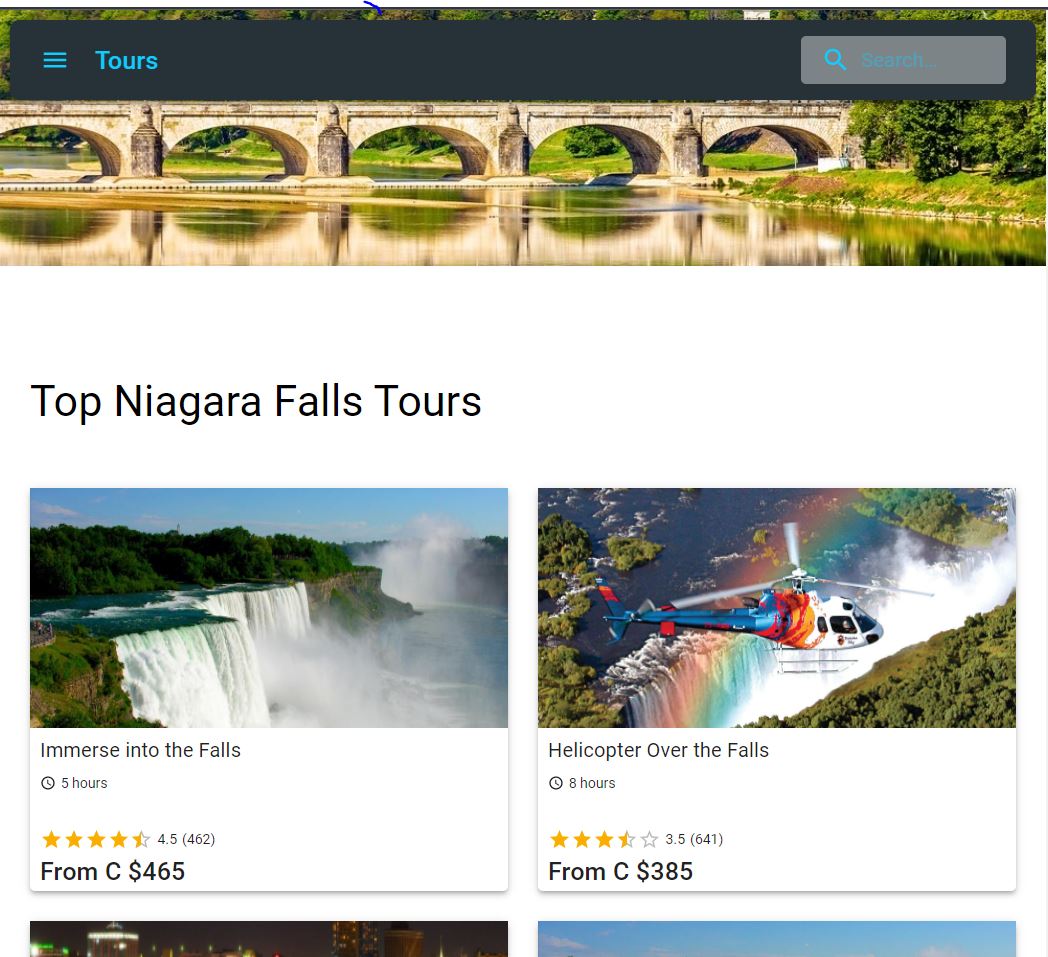 Tours
Search...
Top Niagara Falls Tours
Immerse into the Falls
5 hours
4.5 (462)
From C $465
Helicopter Over the Falls
8 hours
3.5 (641)
From C $385